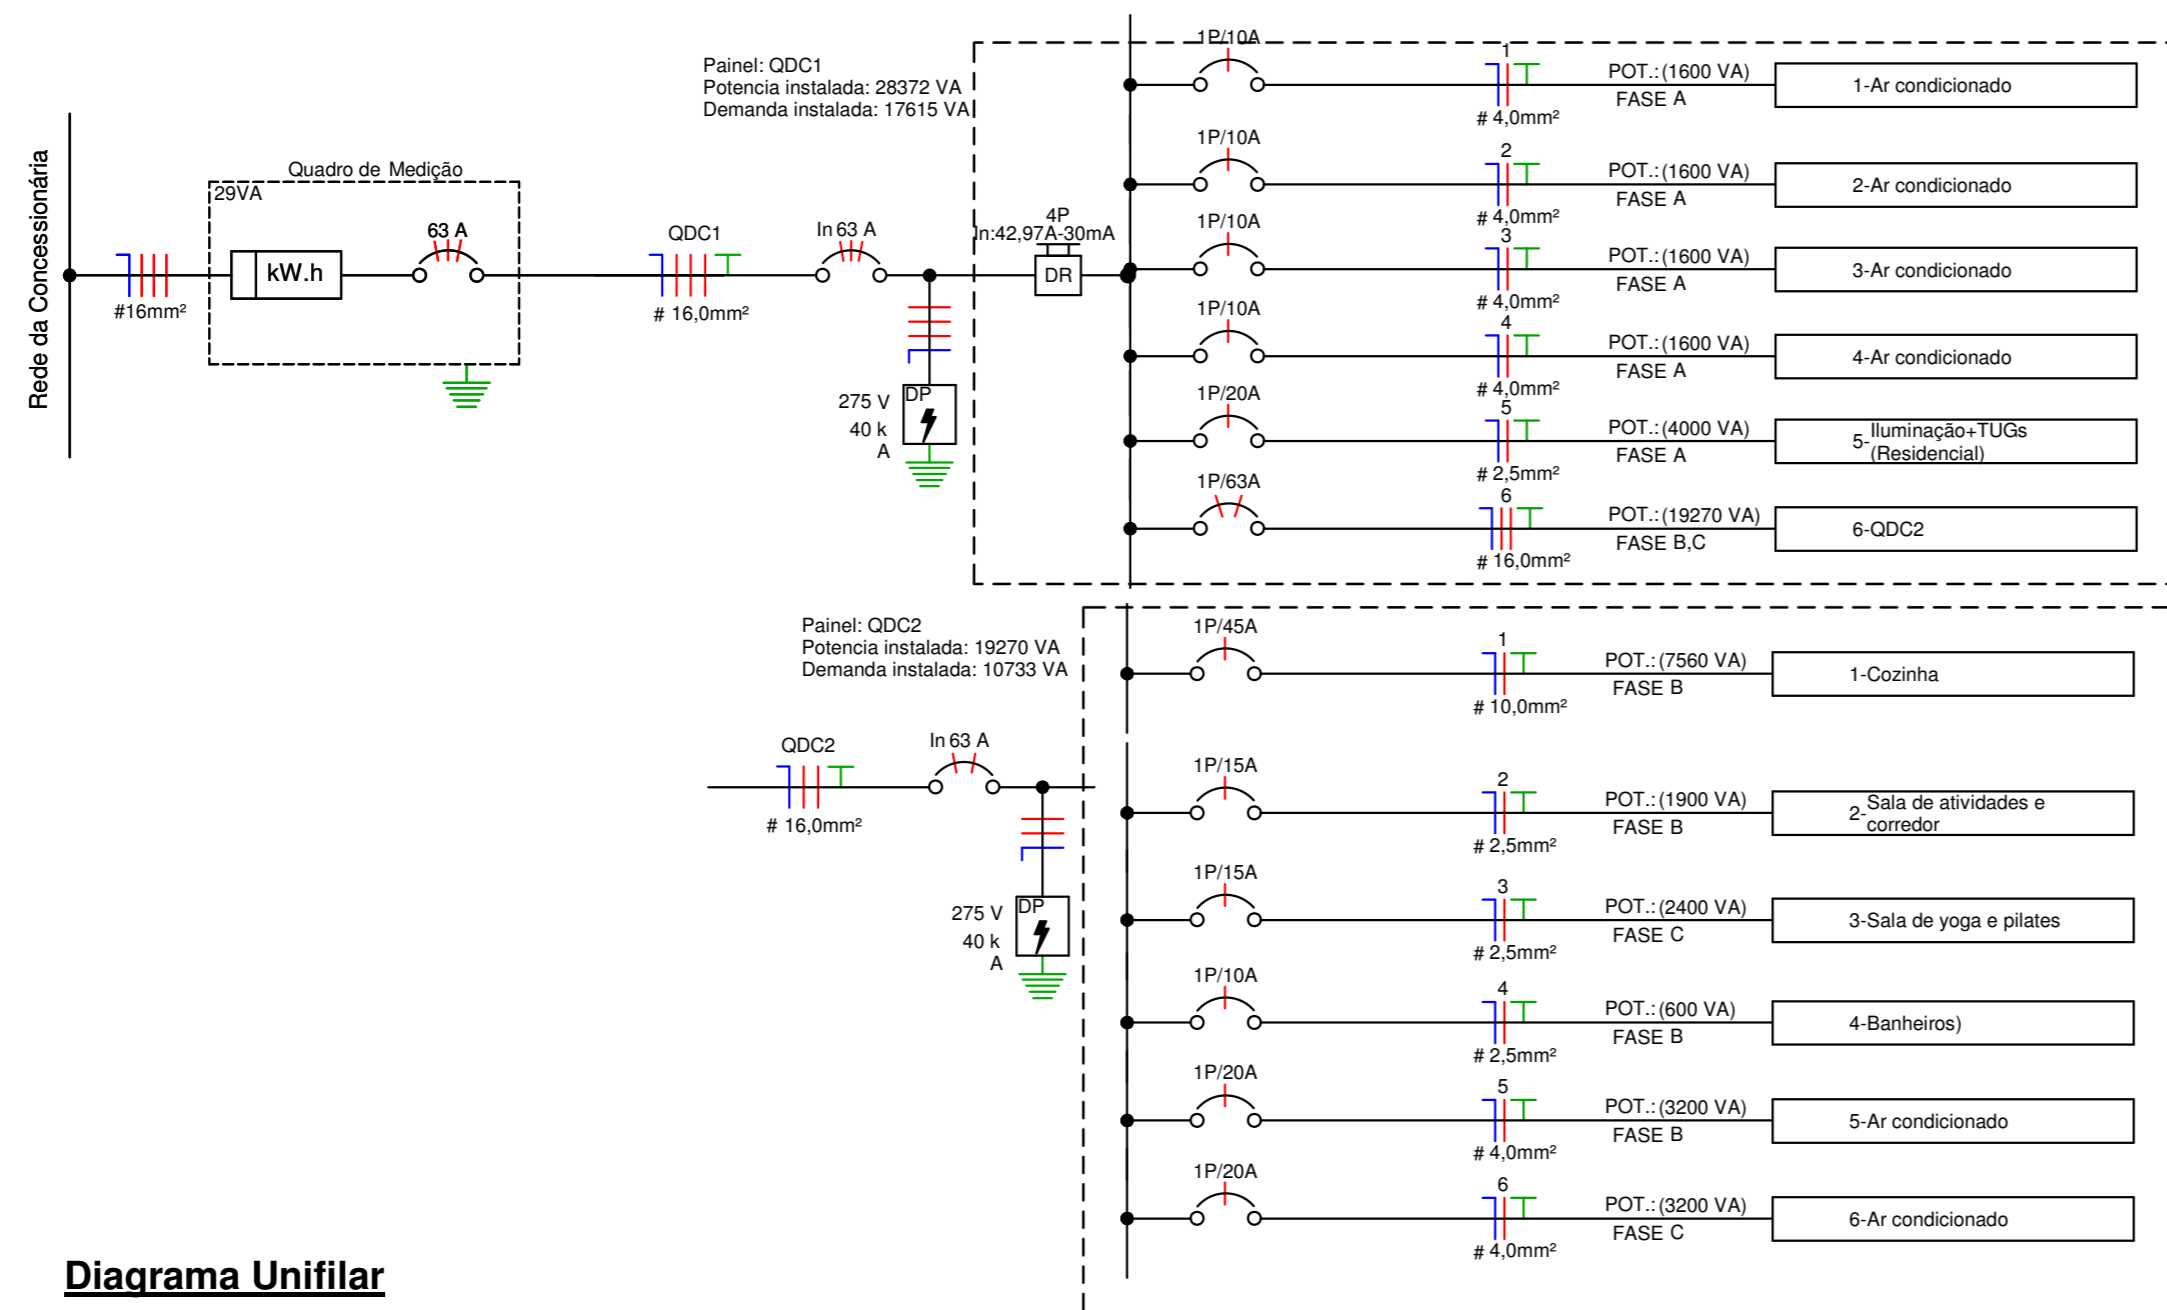 Rede da Concessionária
#16mm²
Quadro de Medição
29VA
kW.h
63 A
QDC1
# 16,0mm²
In 63 A
275 V
40 k
A
DP
Painel: QDC1
Potencia instalada: 28372 VA
Demanda instalada: 17615 VA
4P
In:42,97A-30mA
DR
1P/10A
1
# 4,0mm²
POT.:(1600 VA)
FASE A
1-Ar condicionado
1P/10A
2
# 4,0mm²
POT.:(1600 VA)
FASE A
2-Ar condicionado
1P/10A
3
# 4,0mm²
POT.:(1600 VA)
FASE A
3-Ar condicionado
1P/10A
4
# 4,0mm²
POT.:(1600 VA)
FASE A
4-Ar condicionado
1P/20A
5
# 2,5mm²
POT.:(4000 VA)
FASE A
5-Iluminação+TUGs
(Residencial)
1P/63A
6
# 16,0mm²
POT.:(19270 VA)
FASE B,C
6-QDC2
Painel: QDC2
Potencia instalada: 19270 VA
Demanda instalada: 10733 VA
QDC2
# 16,0mm²
In 63 A
275 V
40 k
A
DP
1P/45A
1
# 10,0mm²
POT.:(7560 VA)
FASE B
1-Cozinha
1P/15A
2
# 2,5mm²
POT.:(1900 VA)
FASE B
2-Sala de atividades e
corredor
1P/15A
3
# 2,5mm²
POT.:(2400 VA)
FASE C
3-Sala de yoga e pilates
1P/10A
4
# 2,5mm²
POT.:(600 VA)
FASE B
4-Banheiros)
1P/20A
5
# 4,0mm²
POT.:(3200 VA)
FASE B
5-Ar condicionado
1P/20A
6
# 4,0mm²
POT.:(3200 VA)
FASE C
6-Ar condicionado
Diagrama Unifilar